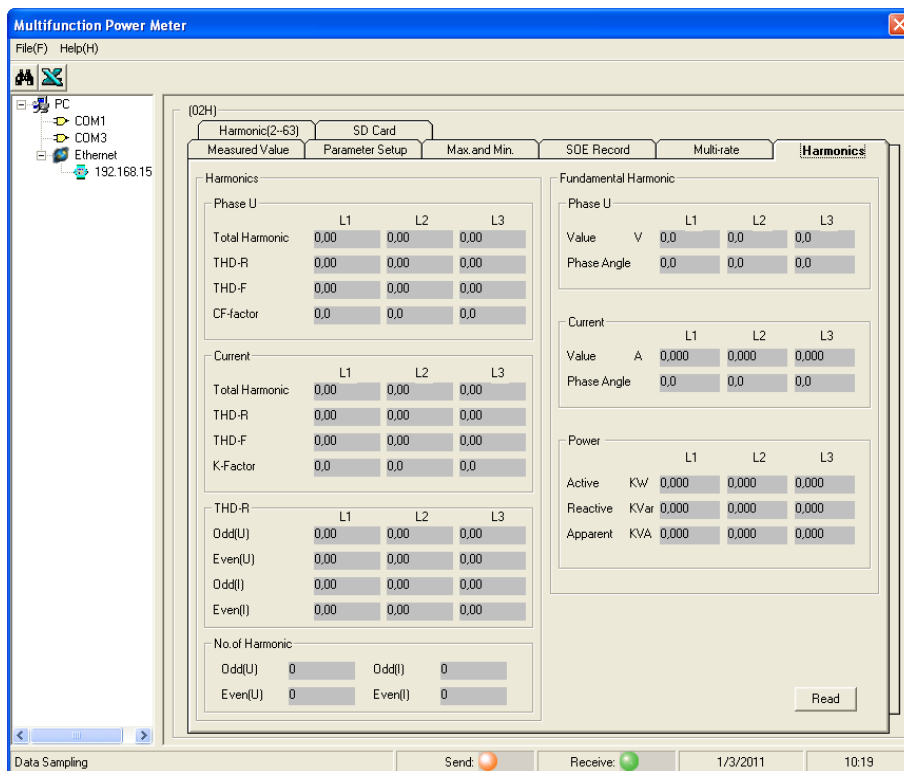 Multifunction Power Meter
File(F) Help(H)
PC
COM1
COM3
Ethernet
192.168.15
(02H)
Harmonic(2--63) SD Card
Measured Value Parameter Setup Max.and Min. SOE Record Multi-rate Harmonics
Harmonics
Phase U
L1 L2 L3
Total Harmonic 0,00 0,00 0,00
THD-R 0,00 0,00 0,00
THD-F 0,00 0,00 0,00
CF-factor 0,0 0,0 0,0
Current
L1 L2 L3
Total Harmonic 0,00 0,00 0,00
THD-R 0,00 0,00 0,00
THD-F 0,00 0,00 0,00
K-Factor 0,0 0,0 0,0
THD-R
L1 L2 L3
Odd(U) 0,00 0,00 0,00
Even(U) 0,00 0,00 0,00
Odd(I) 0,00 0,00 0,00
Even(I) 0,00 0,00 0,00
No.of Harmonic
Odd(U) 0 Odd(I) 0
Even(U) 0 Even(I) 0
Fundamental Harmonic
Phase U
L1 L2 L3
Value V 0,0 0,0 0,0
Phase Angle 0,0 0,0 0,0
Current
L1 L2 L3
Value A 0,000 0,000 0,000
Phase Angle 0,0 0,0 0,0
Power
L1 L2 L3
Active KW 0,000 0,000 0,000
Reactive KVar 0,000 0,000 0,000
Apparent KVA 0,000 0,000 0,000
Read
Data Sampling Send: Receive: 1/3/2011 10:19